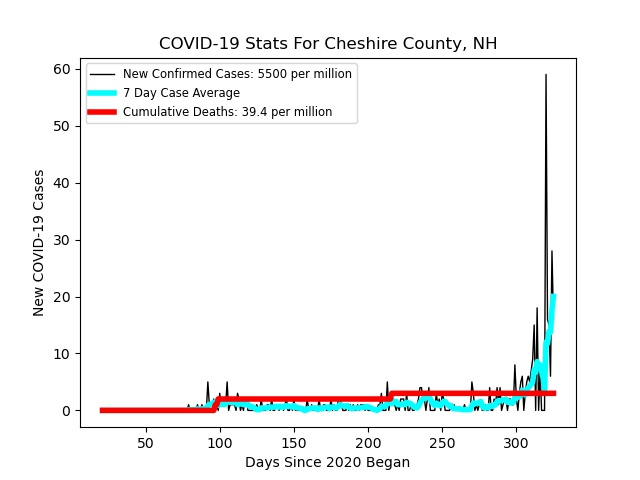 COVID-19 Stats For Cheshire County, NH
New Confirmed Cases: 5500 per million
7 Day Case Average
Cumulative Deaths: 39.4 per million
New COVID-19 Cases
60
50
40
30
20
10
0
50
100
150
200
250
300
Days Since 2020 Began